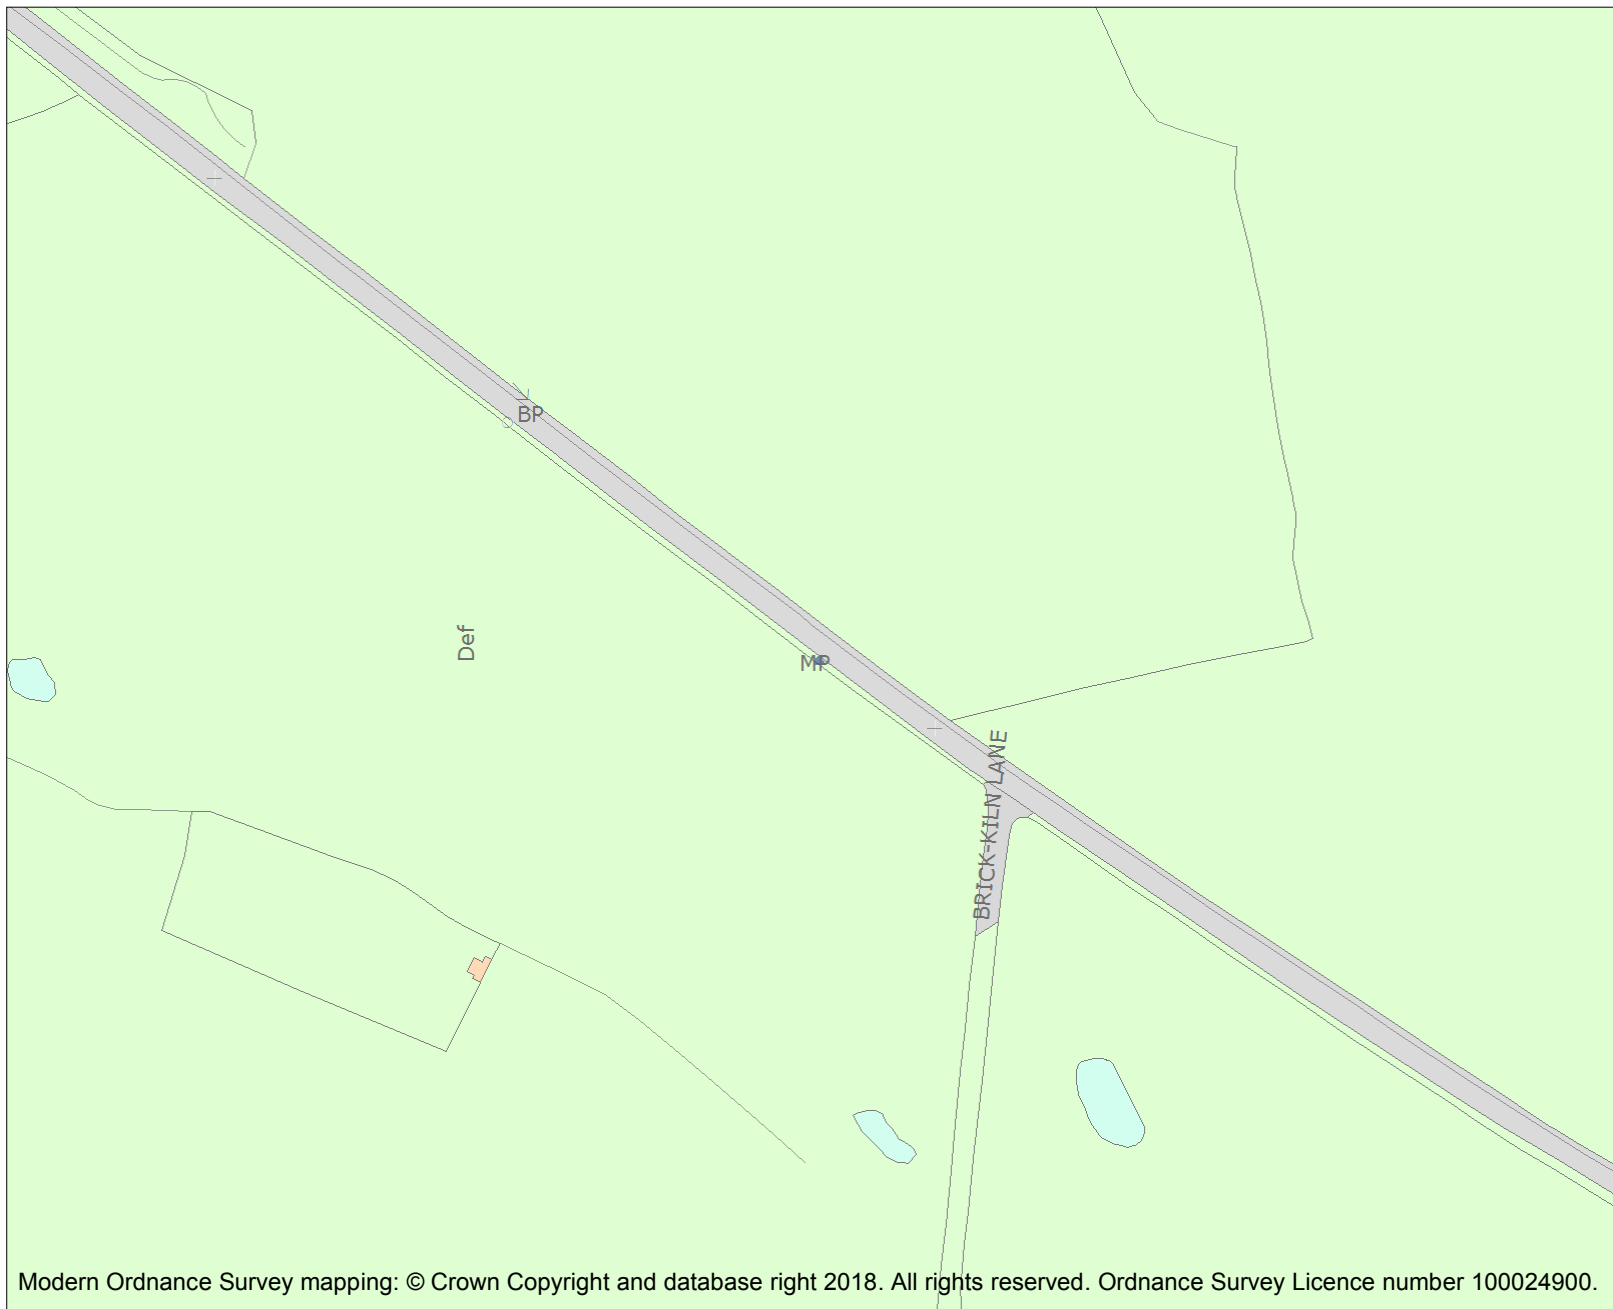 BP
Def
MP
BRICK-KILN LANE
Modern Ordnance Survey mapping: © Crown Copyright and database right 2018. All rights reserved. Ordnance Survey Licence number 100024900.